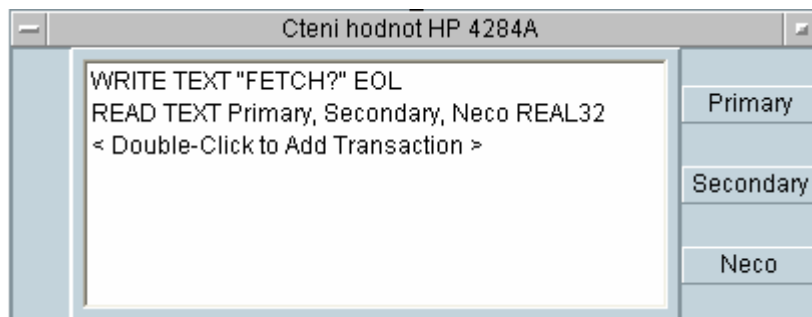 Cteni hodnot HP 4284A
WRITE TEXT "FETCH?" EOL
READ TEXT Primary, Secondary, Neco REAL32
< Double-Click to Add Transaction >
Primary
Secondary
Neco